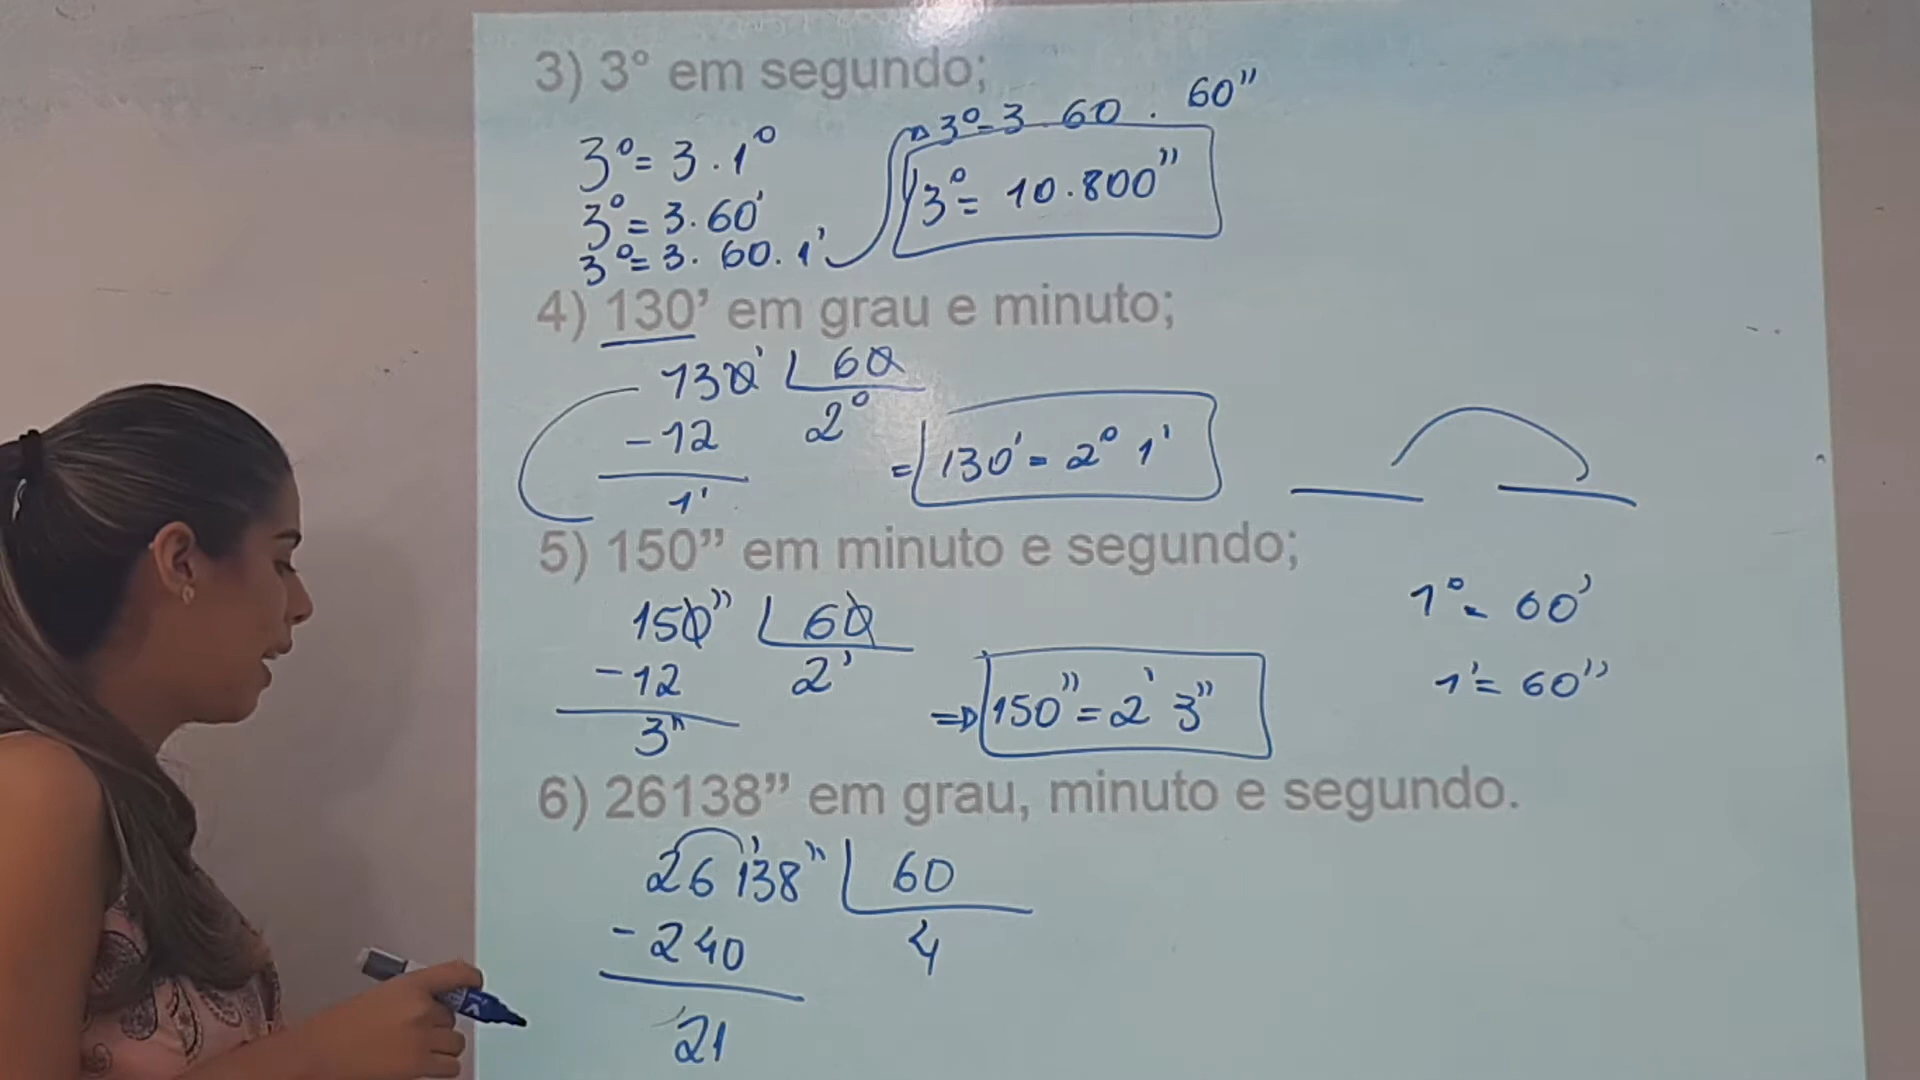 3) 3° em segundo;
3° = 3 . 1°
3° = 3 . 60'
3° = 3 . 60 . 1'
3° = 3 . 60 . 60"
3° = 10.800"
4) 130' em grau e minuto;
130' 60
- 12 2°
1'
= 130' = 2° 1'
5) 150" em minuto e segundo;
150" 60
- 12 2'
3"
⇒ 150" = 2' 3"
1° = 60'
1' = 60"
6) 26138" em grau, minuto e segundo.
26138" 60
- 240 4
21